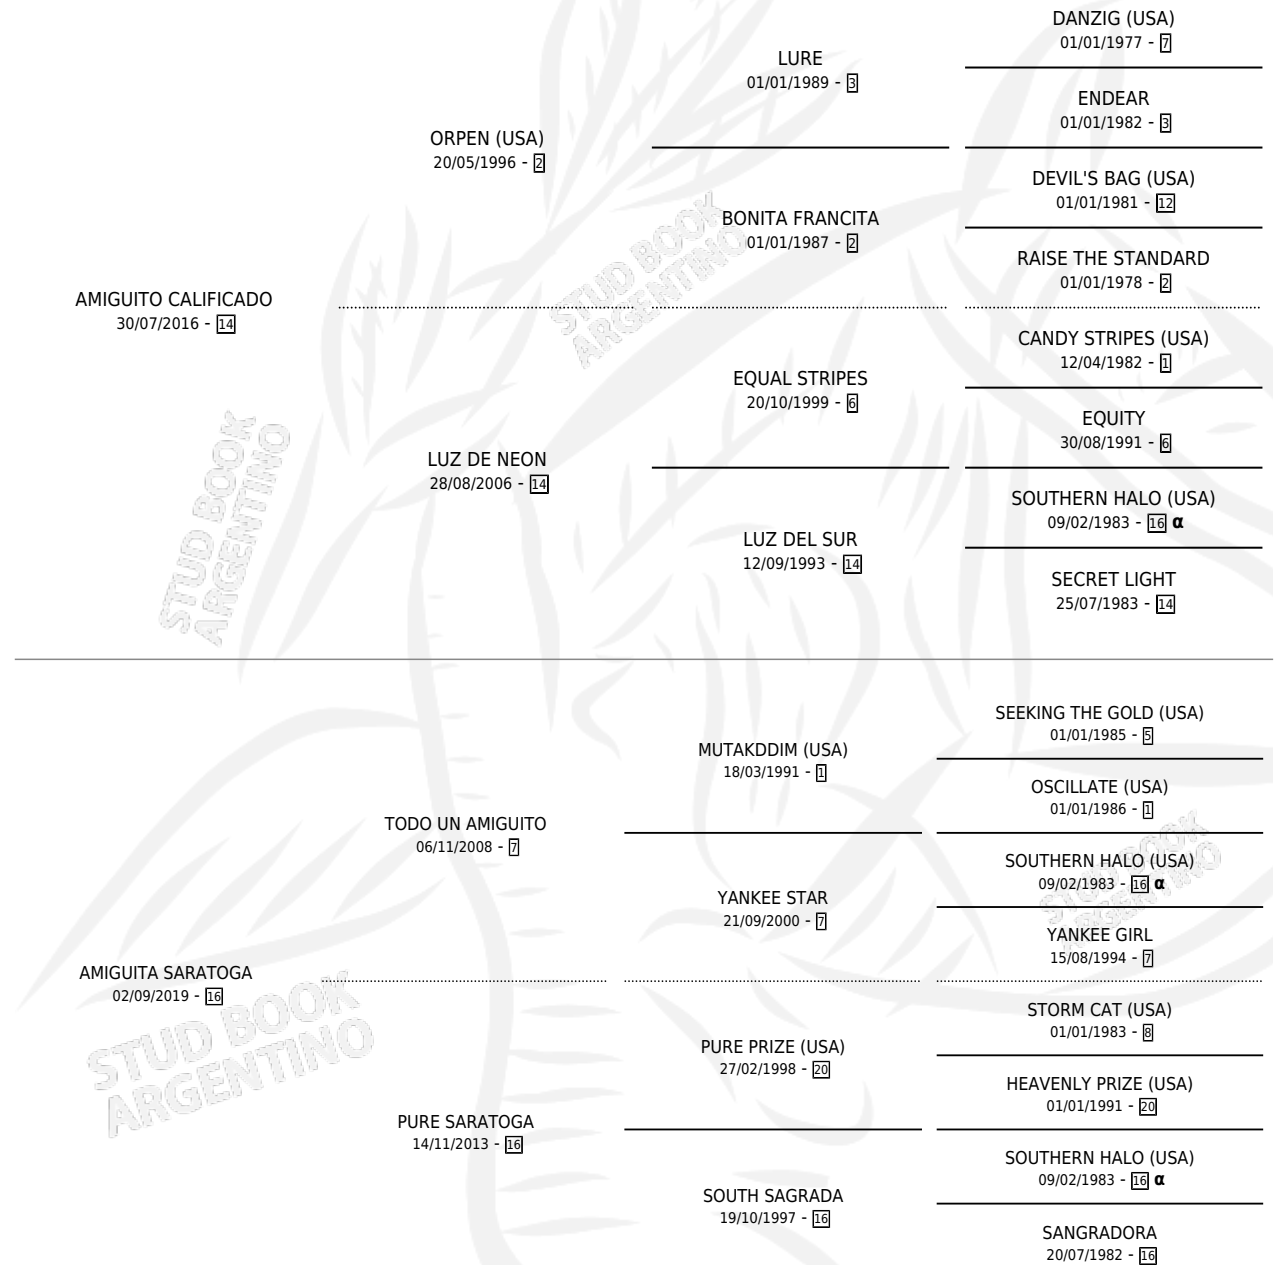 DANZIG (USA)
01/01/1977 - 7
LURE
01/01/1989 - 3
ENDEAR
01/01/1982 - 3
ORPEN (USA)
20/05/1996 - 2
DEVIL'S BAG (USA)
01/01/1981 - 12
BONITA FRANCITA
01/01/1987 - 2
RAISE THE STANDARD
01/01/1978 - 2
AMIGUITO CALIFICADO
30/07/2016 - 14
CANDY STRIPES (USA)
12/04/1982 - 1
EQUAL STRIPES
20/10/1999 - 6
EQUITY
30/08/1991 - 6
LUZ DE NEON
28/08/2006 - 14
SOUTHERN HALO (USA)
09/02/1983 - 16 α
LUZ DEL SUR
12/09/1993 - 14
SECRET LIGHT
25/07/1983 - 14
STUD BOOK
ARGENTINO
STUD BOOK
ARGENTINO
SEEKING THE GOLD (USA)
01/01/1985 - 5
MUTAKDDIM (USA)
18/03/1991 - 1
OSCILLATE (USA)
01/01/1986 - 1
TODO UN AMIGUITO
06/11/2008 - 7
SOUTHERN HALO (USA)
09/02/1983 - 16 α
YANKEE STAR
21/09/2000 - 7
YANKEE GIRL
15/08/1994 - 7
AMIGUITA SARATOGA
02/09/2019 - 16
STORM CAT (USA)
01/01/1983 - 8
PURE PRIZE (USA)
27/02/1998 - 20
HEAVENLY PRIZE (USA)
01/01/1991 - 20
PURE SARATOGA
14/11/2013 - 16
SOUTHERN HALO (USA)
09/02/1983 - 16 α
SOUTH SAGRADA
19/10/1997 - 16
SANGRADORA
20/07/1982 - 16
STUD BOOK
ARGENTINO
STUD BOOK
ARGENTINO